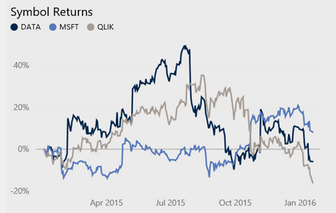 Symbol Returns
DATA MSFT QLIK
40%
20%
0%
-20%
Apr 2015 Jul 2015 Oct 2015 Jan 2016